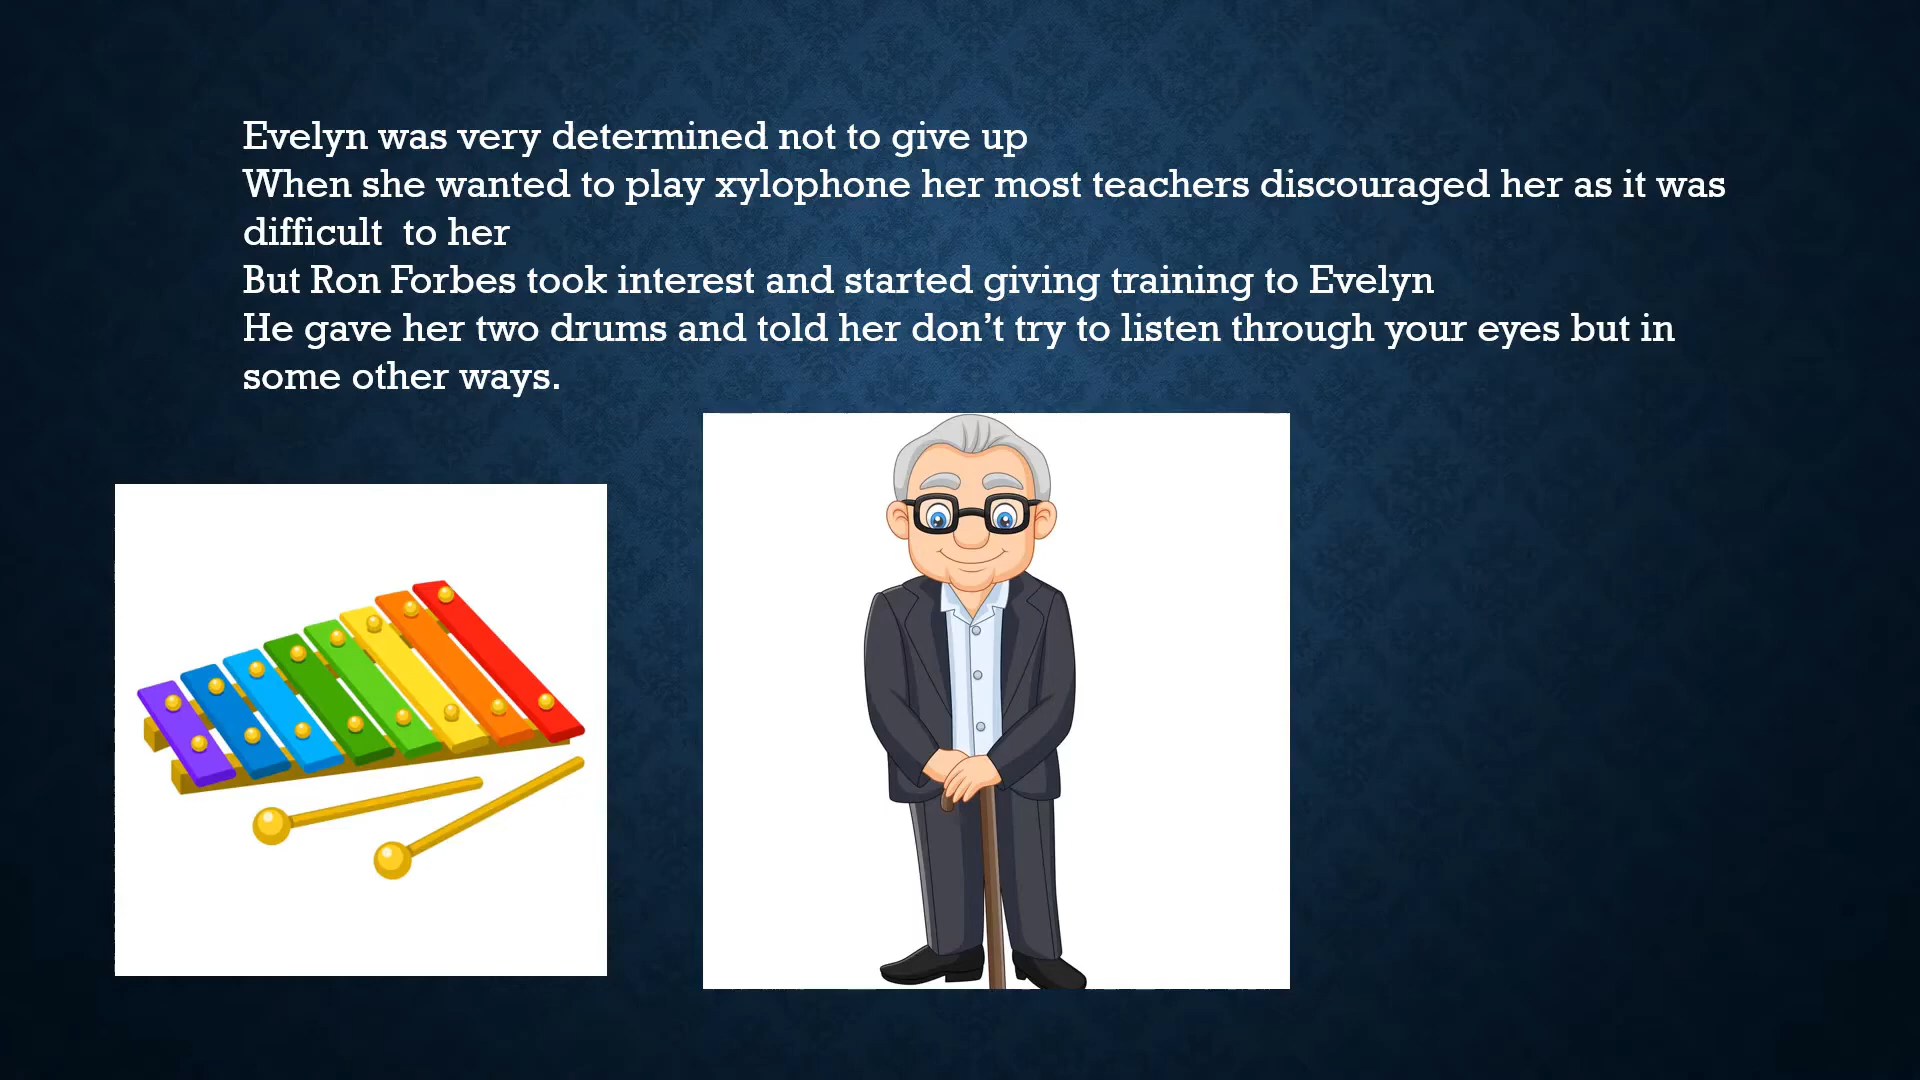 Evelyn was very determined not to give up
When she wanted to play xylophone her most teachers discouraged her as it was
difficult  to her
But Ron Forbes took interest and started giving training to Evelyn
He gave her two drums and told her don’t try to listen through your eyes but in
some other ways.